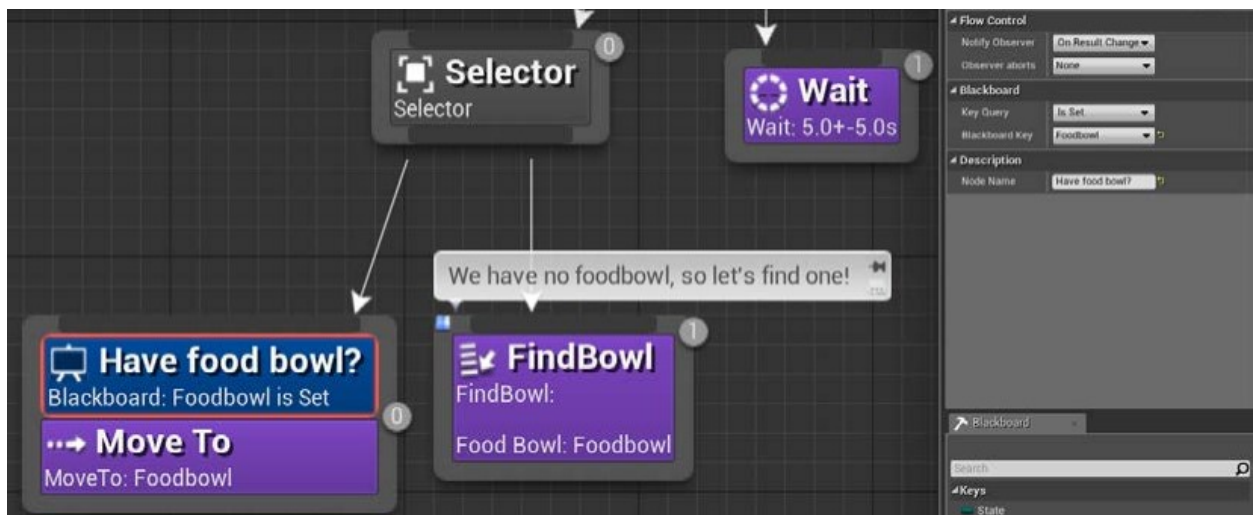 Selector
Selector
0
Wait
Wait: 5.0+-5.0s
1
We have no foodbowl, so let's find one!
Have food bowl?
Blackboard: Foodbowl is Set
Move To
MoveTo: Foodbowl
0
FindBowl
FindBowl:
Food Bowl: Foodbowl
1
Flow Control
Notify Observer On Result Change
Observer aborts None
Blackboard
Key Query Is Set
Blackboard Key Foodbowl
Description
Node Name Have food bowl?
Blackboard
Search
Keys
State